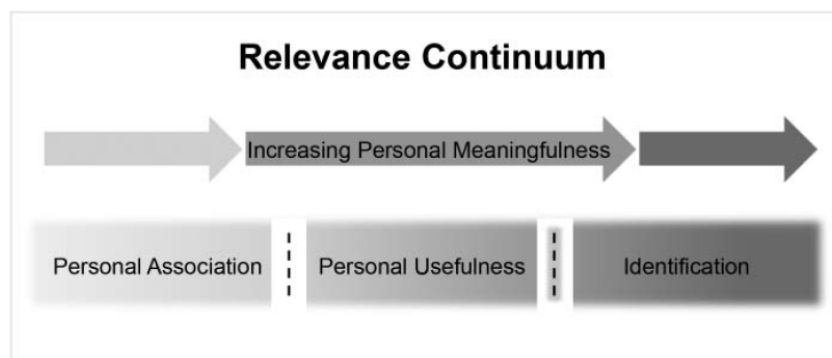 Relevance Continuum
Increasing Personal Meaningfulness
Personal Association
Personal Usefulness
Identification